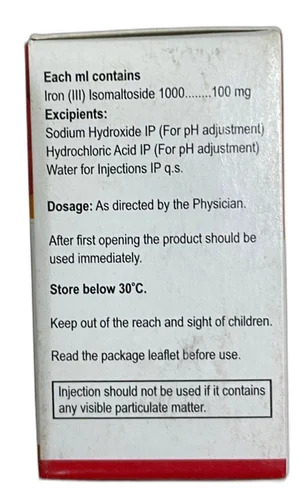 Each ml contains
Iron (III) Isomaltoside 1000........100 mg
Excipients:
Sodium Hydroxide IP (For pH adjustment)
Hydrochloric Acid IP (For pH adjustment)
Water for Injections IP q.s.
Dosage: As directed by the Physician.
After first opening the product should be
used immediately.
Store below 30°C.
Keep out of the reach and sight of children.
Read the package leaflet before use.
Injection should not be used if it contains
any visible particulate matter.